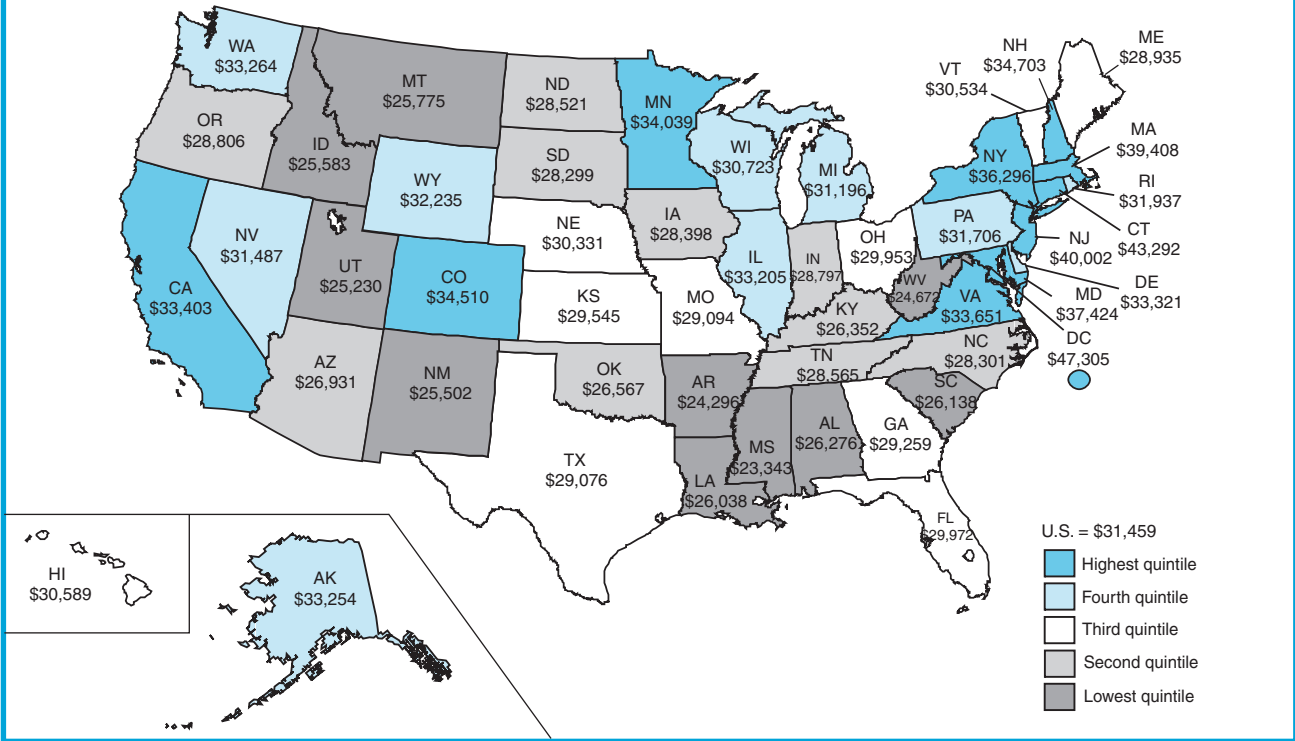 WA
$33,264
OR
$28,806
CA
$33,403
NV
$31,487
ID
$25,583
MT
$25,775
WY
$32,235
UT
$25,230
CO
$34,510
AZ
$26,931
NM
$25,502
ND
$28,521
SD
$28,299
NE
$30,331
KS
$29,545
OK
$26,567
TX
$29,076
MN
$34,039
IA
$28,398
MO
$29,094
AR
$24,296
LA
$26,038
WI
$30,723
IL
$33,205
MI
$31,196
IN
$28,797
OH
$29,953
KY
$26,352
TN
$28,565
MS
$23,343
AL
$26,276
GA
$29,259
FL
$29,972
SC
$26,138
NC
$28,301
WV
$24,672
VA
$33,651
PA
$31,706
NY
$36,296
VT
$30,534
NH
$34,703
ME
$28,935
MA
$39,408
RI
$31,937
CT
$43,292
NJ
$40,002
DE
$33,321
MD
$37,424
DC
$47,305
HI
$30,589
AK
$33,254
U.S. = $31,459
Highest quintile
Fourth quintile
Third quintile
Second quintile
Lowest quintile